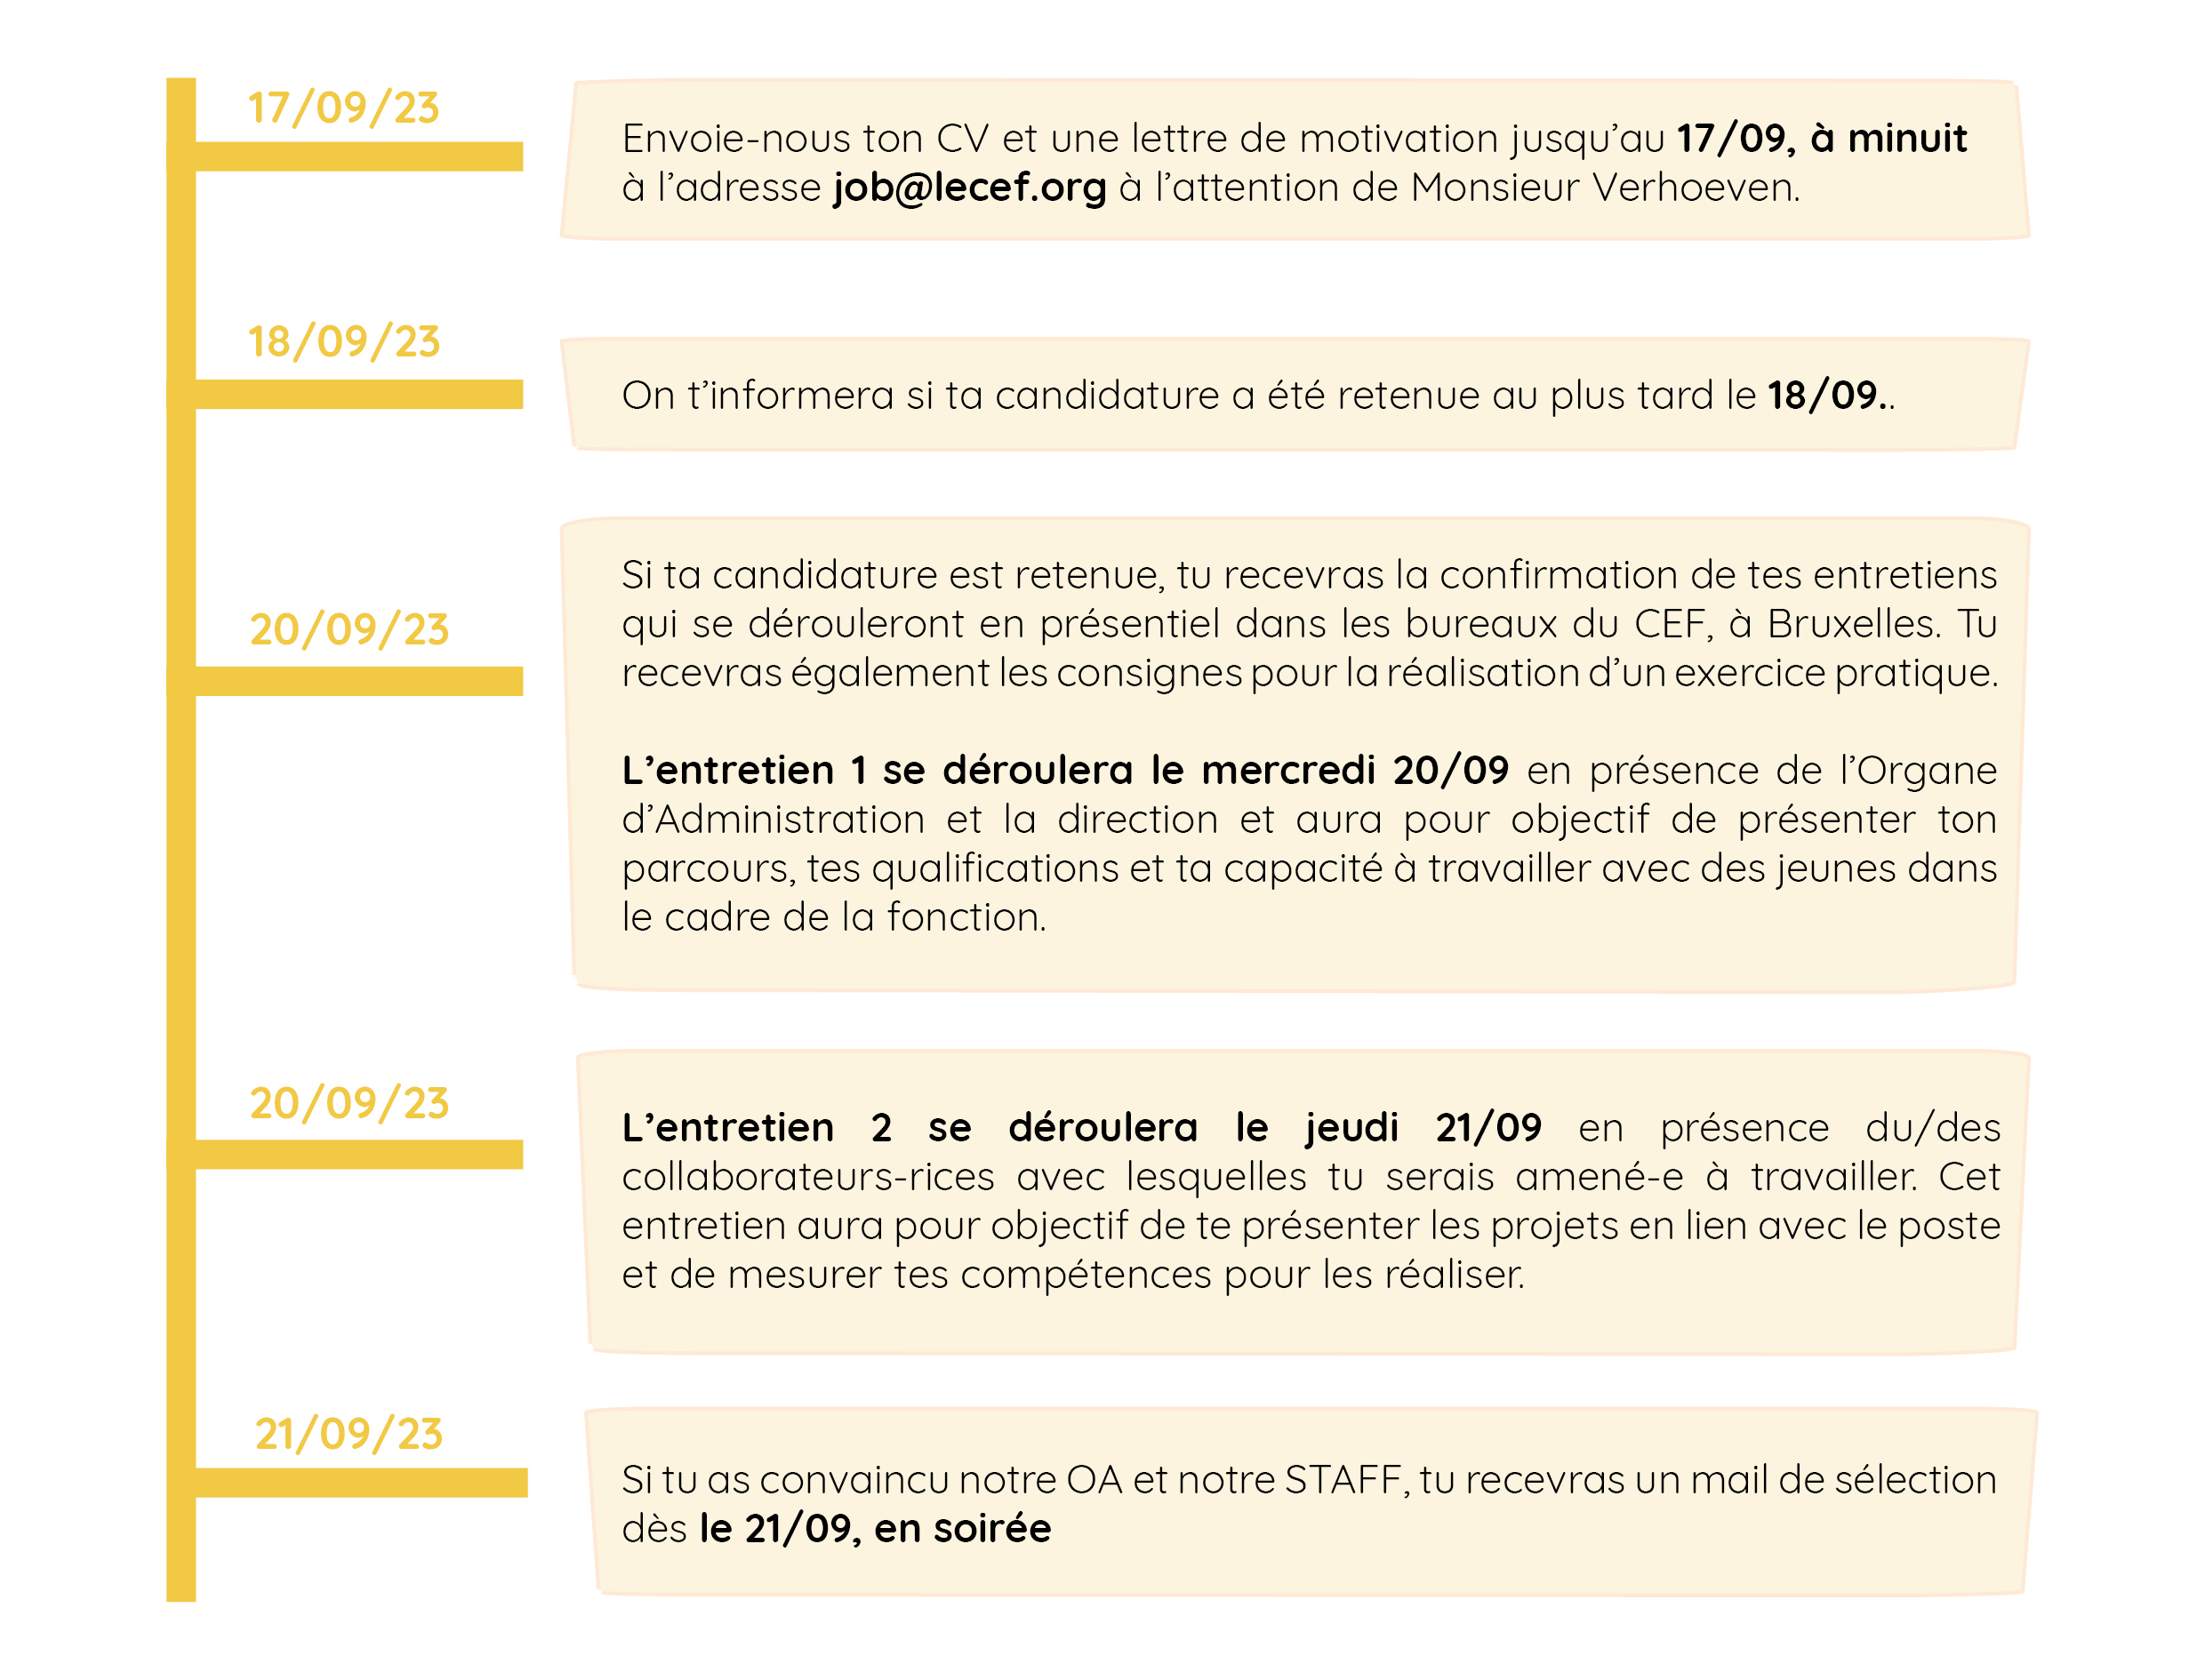 17/09/23
Envoie-nous ton CV et une lettre de motivation jusqu’au 17/09, à minuit
à l’adresse job@lecef.org à l’attention de Monsieur Verhoeven.
18/09/23
On t’informera si ta candidature a été retenue au plus tard le 18/09..
20/09/23
Si ta candidature est retenue, tu recevras la confirmation de tes entretiens
qui se dérouleront en présentiel dans les bureaux du CEF, à Bruxelles. Tu
recevras également les consignes pour la réalisation d’un exercice pratique.
L’entretien 1 se déroulera le mercredi 20/09 en présence de l’Organe
d’Administration et la direction et aura pour objectif de présenter ton
parcours, tes qualifications et ta capacité à travailler avec des jeunes dans
le cadre de la fonction.
20/09/23
L’entretien 2 se déroulera le jeudi 21/09 en présence du/des
collaborateurs-rices avec lesquelles tu serais amené-e à travailler. Cet
entretien aura pour objectif de te présenter les projets en lien avec le poste
et de mesurer tes compétences pour les réaliser.
21/09/23
Si tu as convaincu notre OA et notre STAFF, tu recevras un mail de sélection
dès le 21/09, en soirée